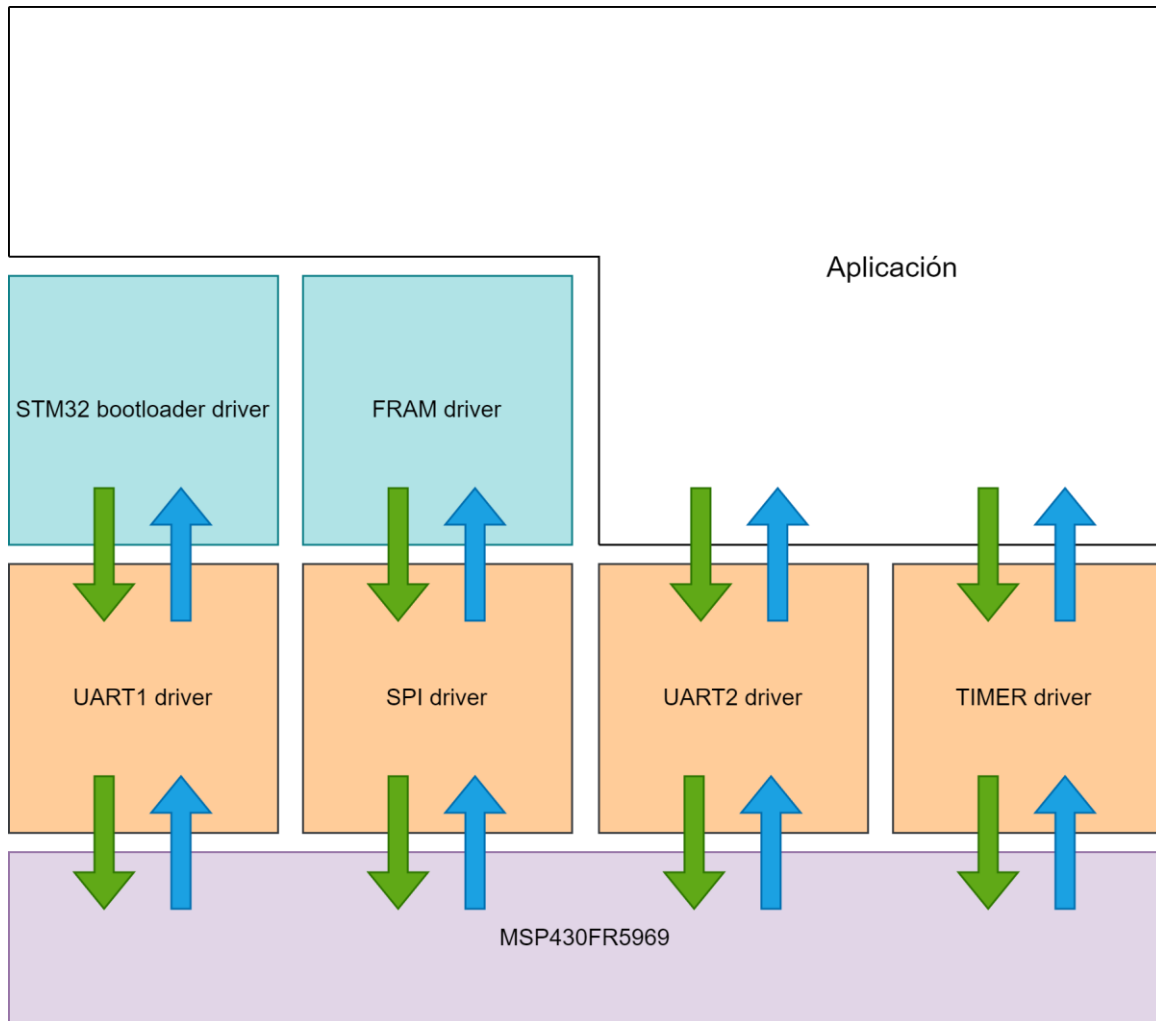 Aplicación
STM32 bootloader driver
FRAM driver
UART1 driver
SPI driver
UART2 driver
TIMER driver
MSP430FR5969